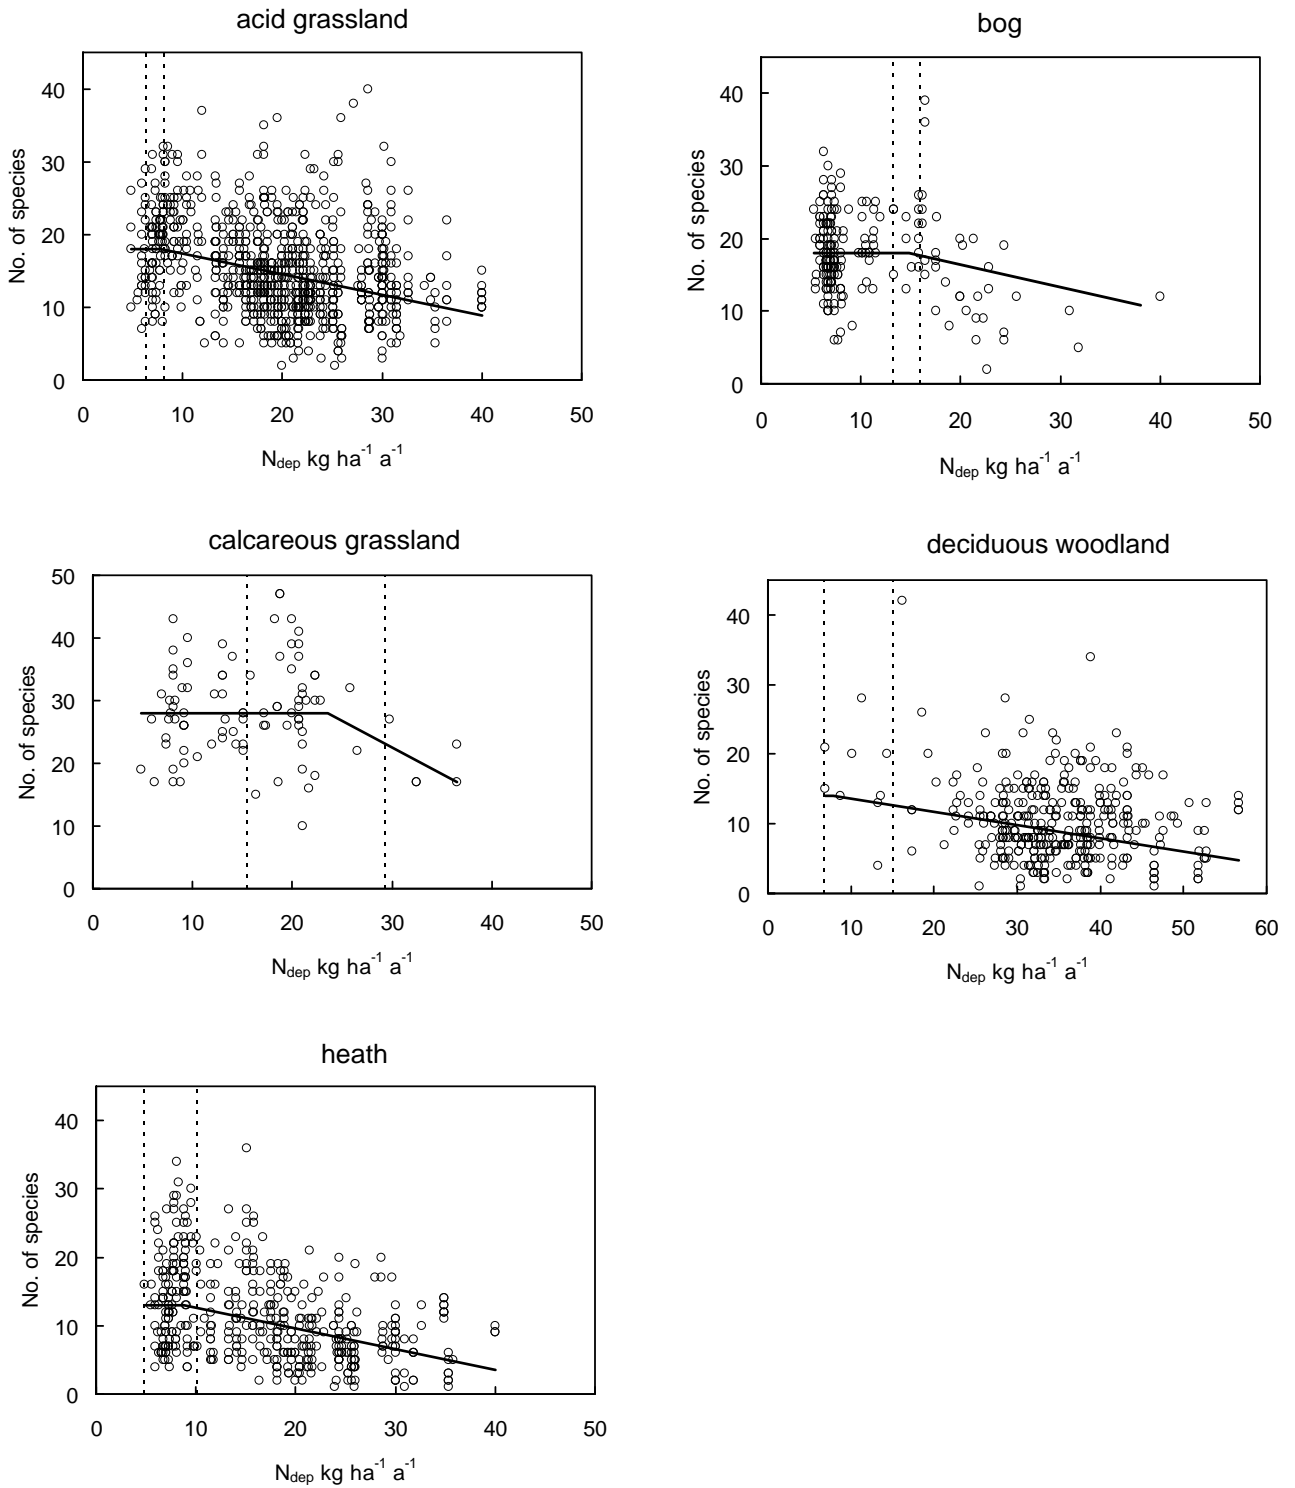 acid grassland
No. of species
40
30
20
10
0
0 10 20 30 40 50
N_dep kg ha⁻¹ a⁻¹
bog
No. of species
40
30
20
10
0
0 10 20 30 40 50
N_dep kg ha⁻¹ a⁻¹
calcareous grassland
No. of species
50
40
30
20
10
0
0 10 20 30 40 50
N_dep kg ha⁻¹ a⁻¹
deciduous woodland
No. of species
40
30
20
10
0
0 10 20 30 40 50 60
N_dep kg ha⁻¹ a⁻¹
heath
No. of species
40
30
20
10
0
0 10 20 30 40 50
N_dep kg ha⁻¹ a⁻¹